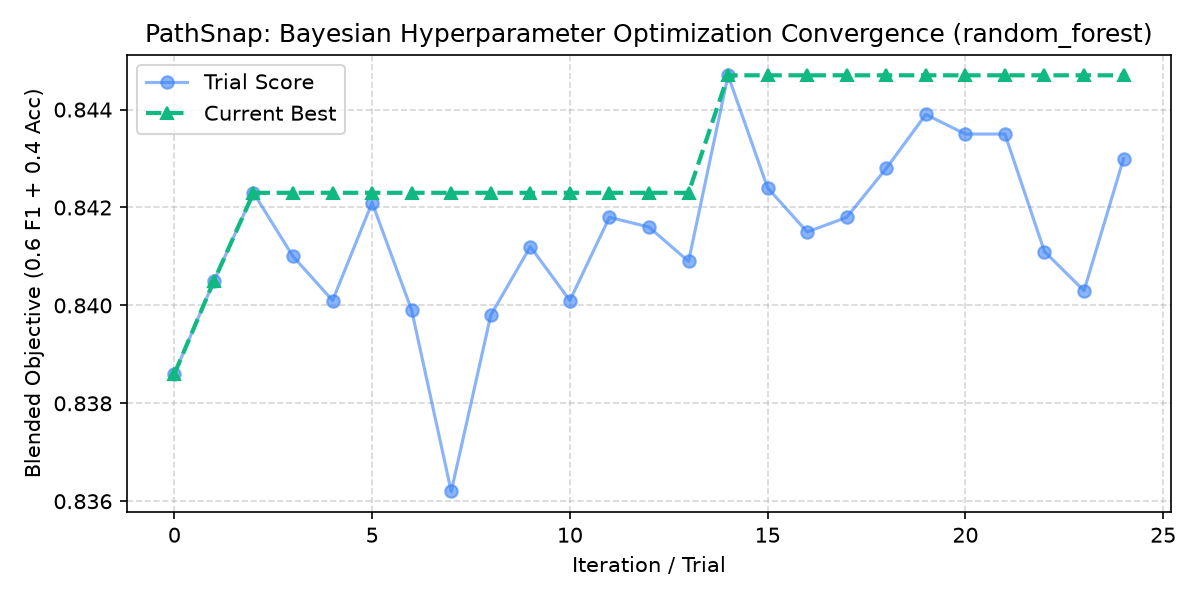 PathSnap: Bayesian Hyperparameter Optimization Convergence (random_forest)
Trial Score
Current Best
Blended Objective (0.6 F1 + 0.4 Acc)
0.844
0.842
0.840
0.838
0.836
0 5 10 15 20 25
Iteration / Trial